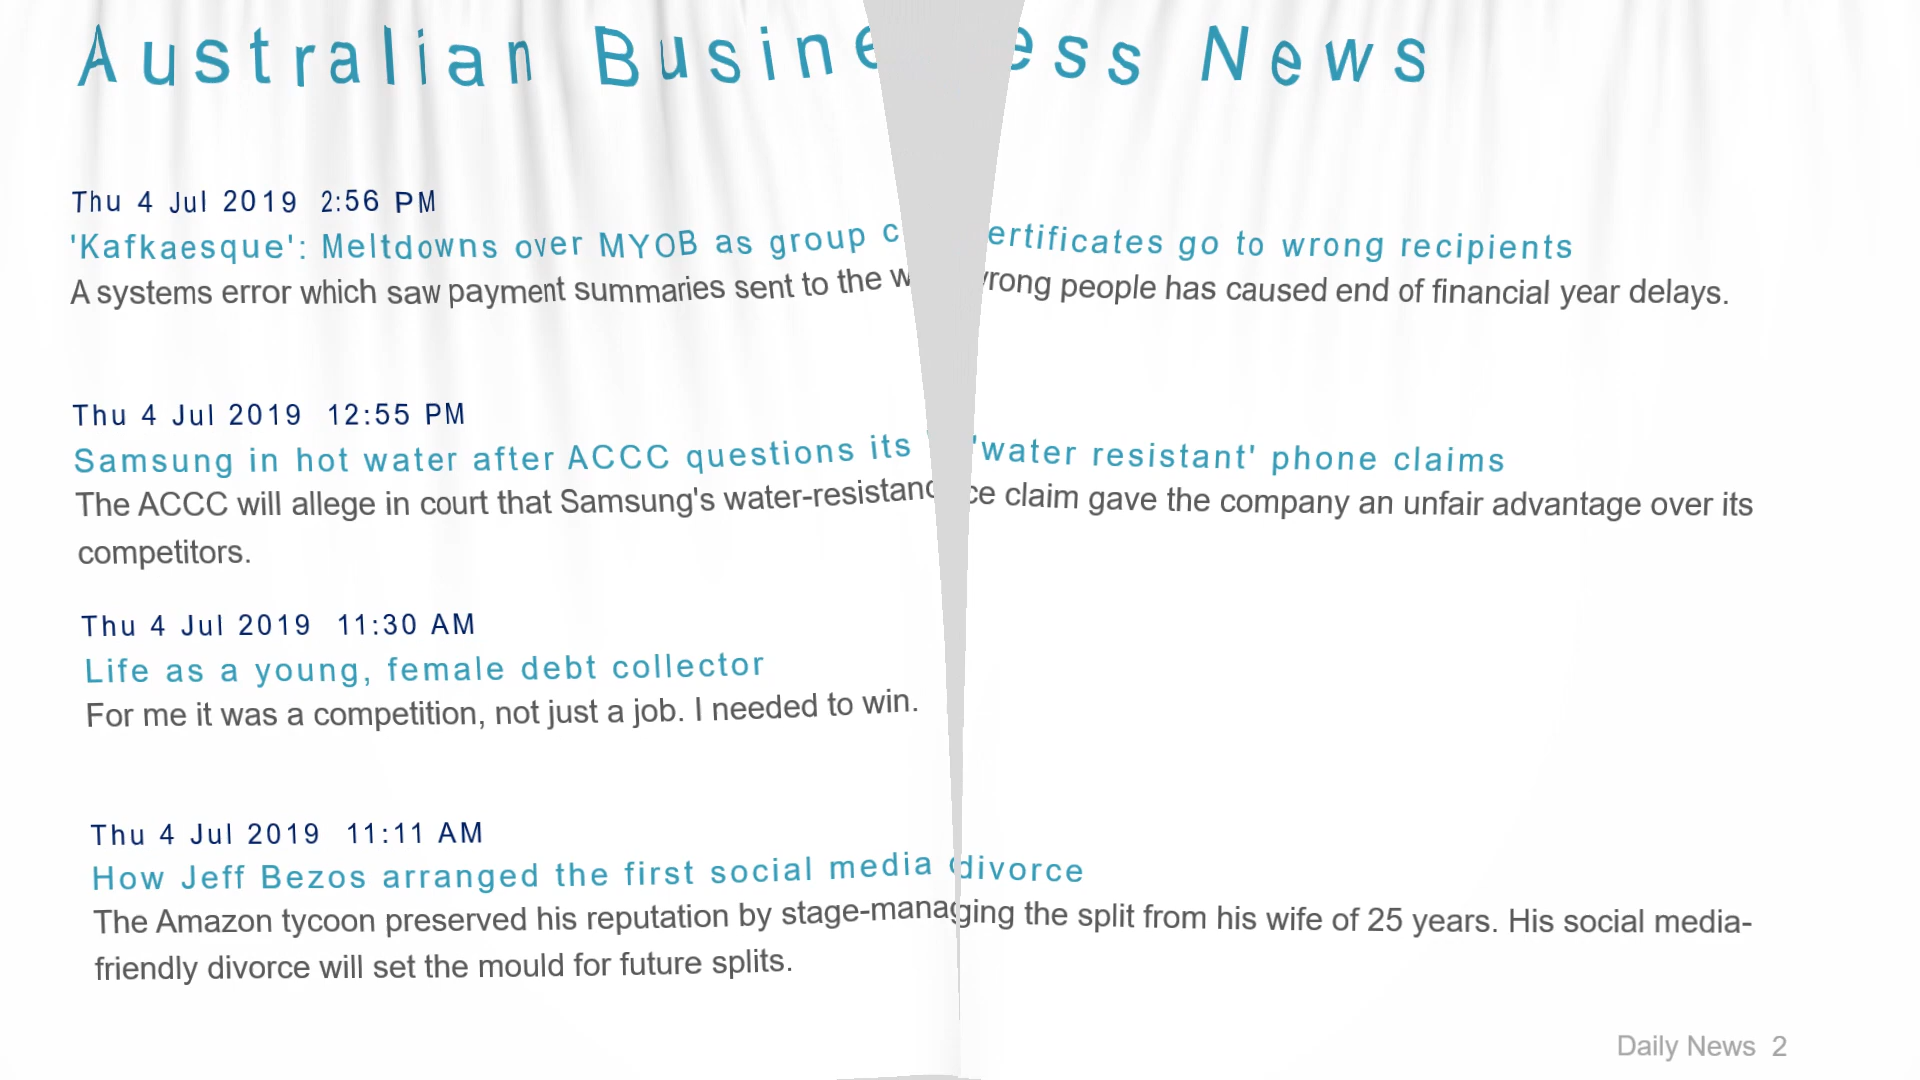 Australian Business News
Thu 4 Jul 2019 2:56 PM
'Kafkaesque': Meltdowns over MYOB as group certificates go to wrong recipients
A systems error which saw payment summaries sent to the wrong people has caused end of financial year delays.
Thu 4 Jul 2019 12:55 PM
Samsung in hot water after ACCC questions its 'water resistant' phone claims
The ACCC will allege in court that Samsung's water-resistance claim gave the company an unfair advantage over its
competitors.
Thu 4 Jul 2019 11:30 AM
Life as a young, female debt collector
For me it was a competition, not just a job. I needed to win.
Thu 4 Jul 2019 11:11 AM
How Jeff Bezos arranged the first social media divorce
The Amazon tycoon preserved his reputation by stage-managing the split from his wife of 25 years. His social media-
friendly divorce will set the mould for future splits.
Daily News 2